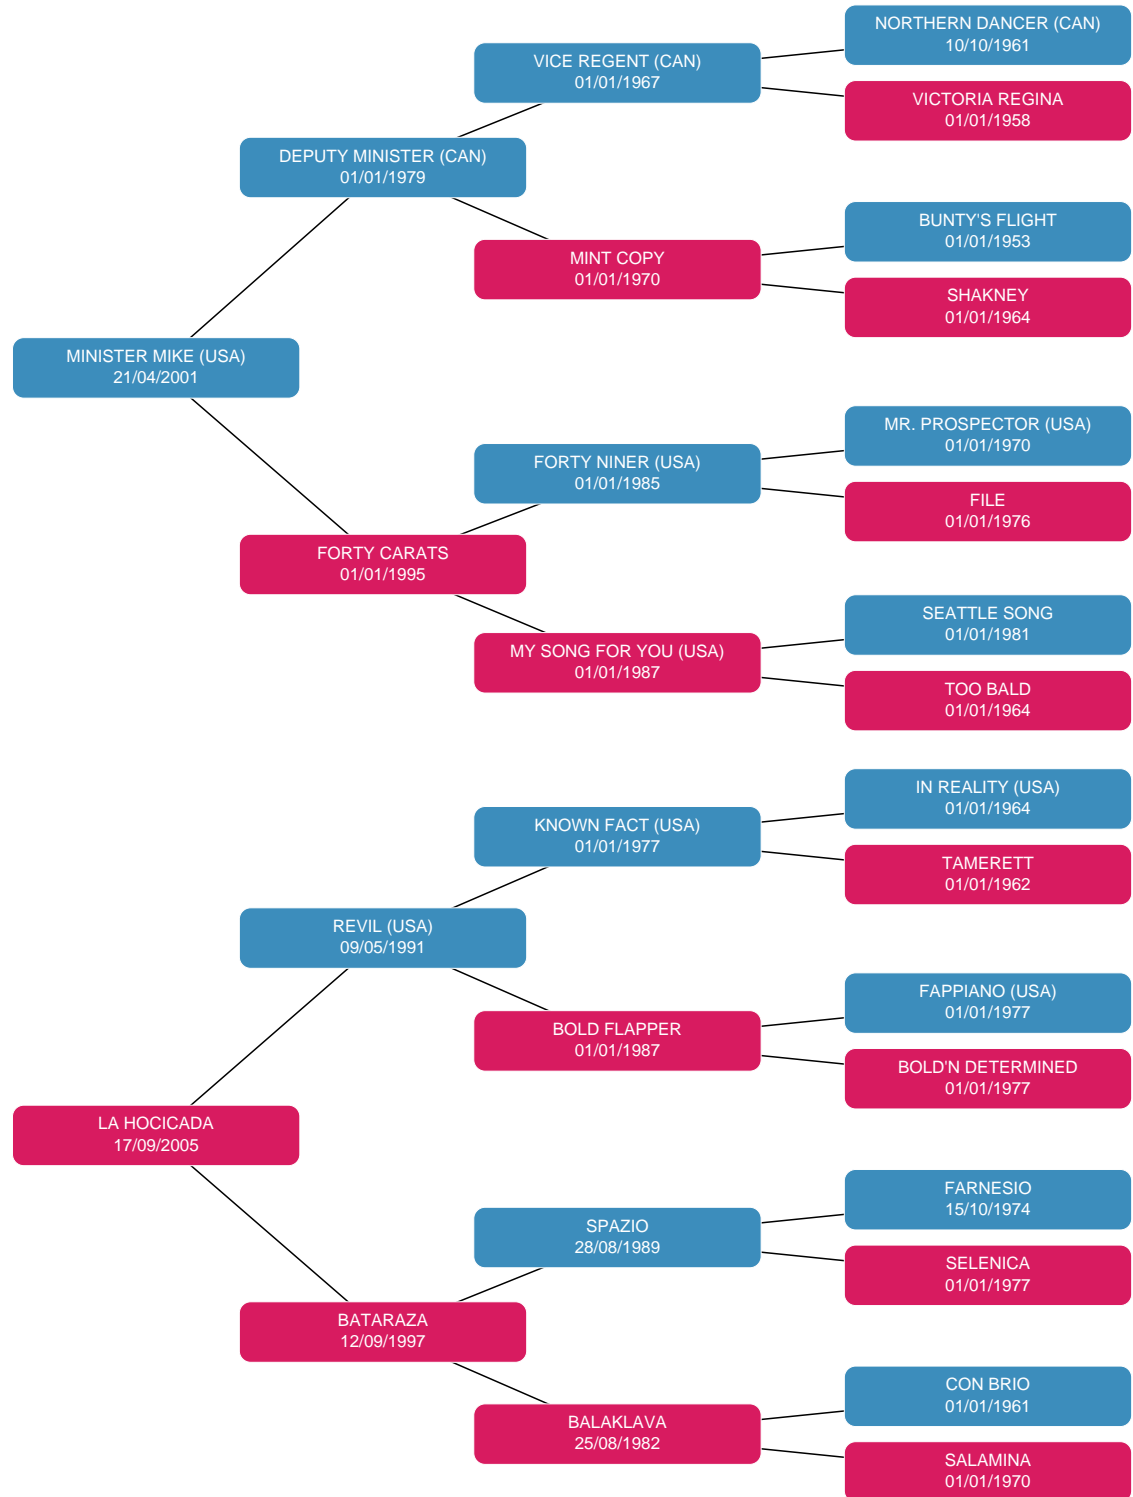 NORTHERN DANCER (CAN)
10/10/1961
VICE REGENT (CAN)
01/01/1967
VICTORIA REGINA
01/01/1958
DEPUTY MINISTER (CAN)
01/01/1979
BUNTY'S FLIGHT
01/01/1953
MINT COPY
01/01/1970
SHAKNEY
01/01/1964
MINISTER MIKE (USA)
21/04/2001
MR. PROSPECTOR (USA)
01/01/1970
FORTY NINER (USA)
01/01/1985
FILE
01/01/1976
FORTY CARATS
01/01/1995
SEATTLE SONG
01/01/1981
MY SONG FOR YOU (USA)
01/01/1987
TOO BALD
01/01/1964
IN REALITY (USA)
01/01/1964
KNOWN FACT (USA)
01/01/1977
TAMERETT
01/01/1962
REVIL (USA)
09/05/1991
FAPPIANO (USA)
01/01/1977
BOLD FLAPPER
01/01/1987
BOLD'N DETERMINED
01/01/1977
LA HOCICADA
17/09/2005
FARNESIO
15/10/1974
SPAZIO
28/08/1989
SELENICA
01/01/1977
BATARAZA
12/09/1997
CON BRIO
01/01/1961
BALAKLAVA
25/08/1982
SALAMINA
01/01/1970